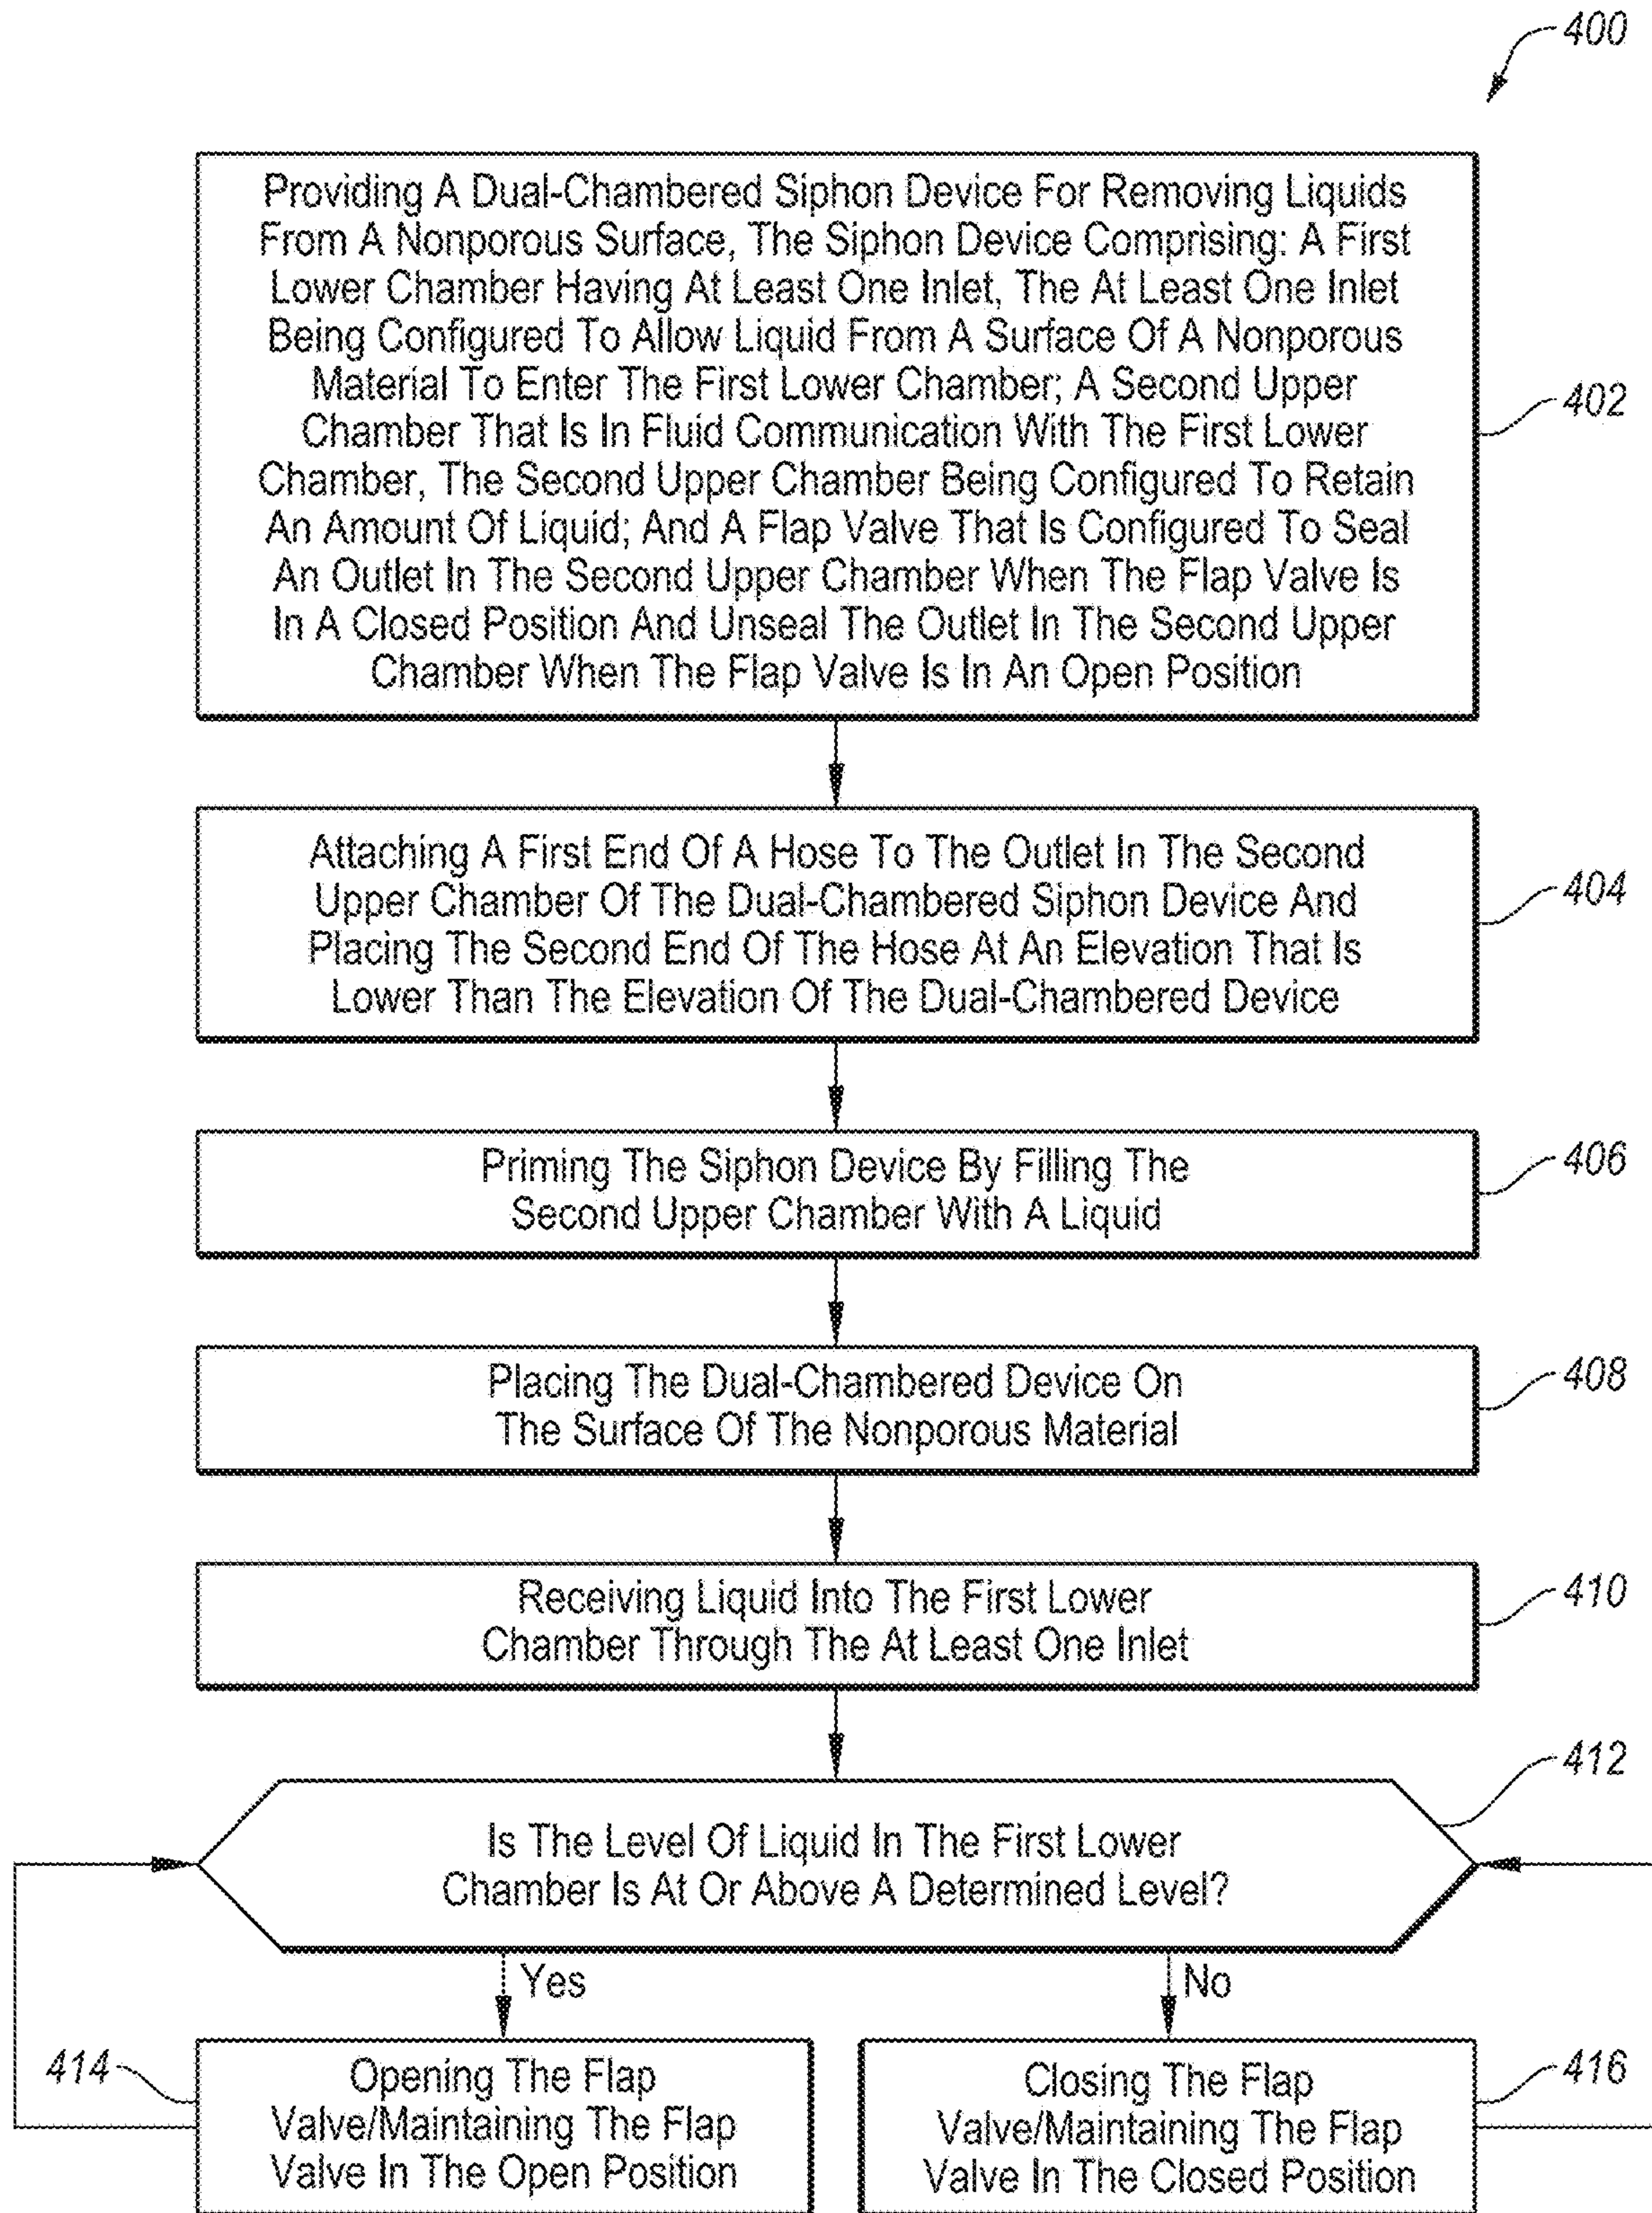 400
Providing A Dual-Chambered Siphon Device For Removing Liquids
From A Nonporous Surface, The Siphon Device Comprising: A First
Lower Chamber Having At Least One Inlet, The At Least One Inlet
Being Configured To Allow Liquid From A Surface Of A Nonporous
Material To Enter The First Lower Chamber; A Second Upper
Chamber That Is In Fluid Communication With The First Lower
Chamber, The Second Upper Chamber Being Configured To Retain
An Amount Of Liquid; And A Flap Valve That Is Configured To Seal
An Outlet In The Second Upper Chamber When The Flap Valve Is
In A Closed Position And Unseal The Outlet In The Second Upper
Chamber When The Flap Valve Is In An Open Position
402
Attaching A First End Of A Hose To The Outlet In The Second
Upper Chamber Of The Dual-Chambered Siphon Device And
Placing The Second End Of The Hose At An Elevation That Is
Lower Than The Elevation Of The Dual-Chambered Device
404
Priming The Siphon Device By Filling The
Second Upper Chamber With A Liquid
406
Placing The Dual-Chambered Device On
The Surface Of The Nonporous Material
408
Receiving Liquid Into The First Lower
Chamber Through The At Least One Inlet
410
412
Is The Level Of Liquid In The First Lower
Chamber Is At Or Above A Determined Level?
Yes
No
414
Opening The Flap
Valve/Maintaining The Flap
Valve In The Open Position
Closing The Flap
Valve/Maintaining The Flap
Valve In The Closed Position
416